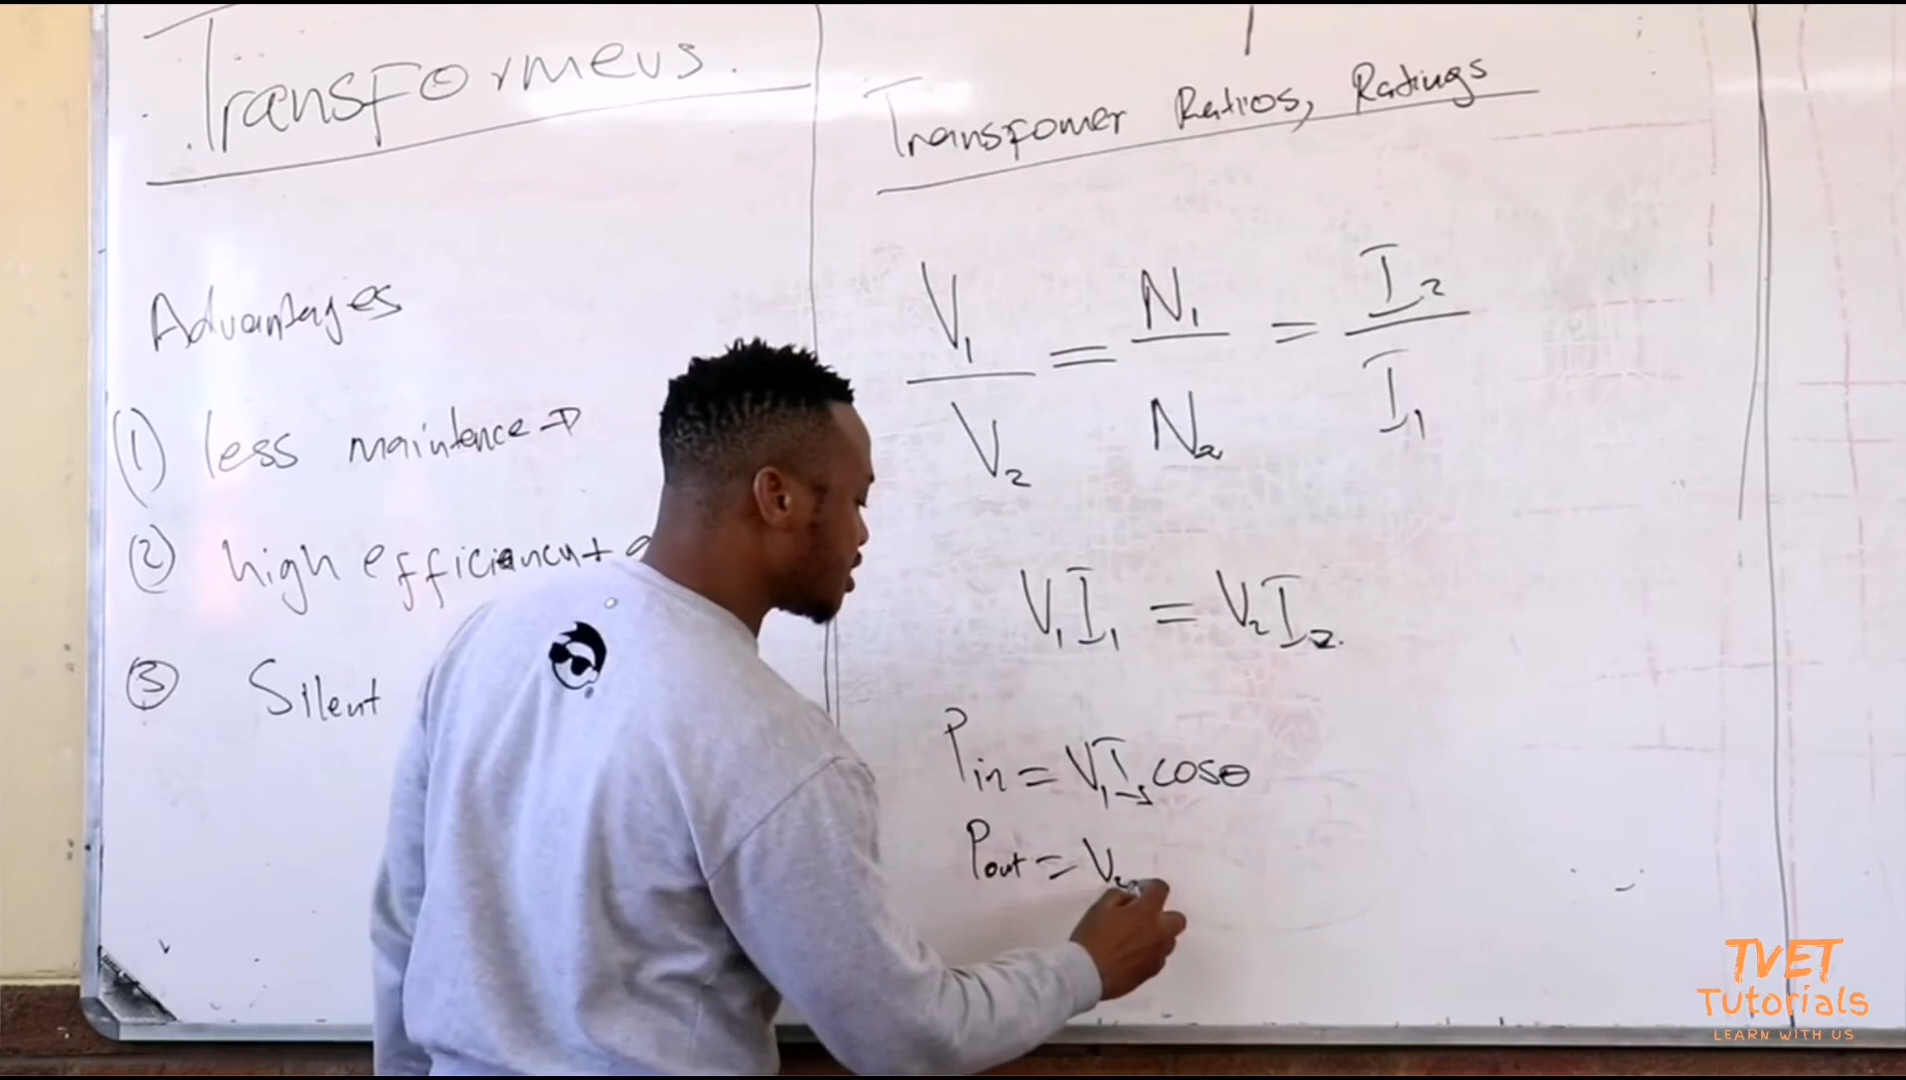 Transformers.
Advantages
(1) less maintence →
② high efficiency +
③ Silent
Transfomer Ratios, Ratings
V₁/V₂ = N₁/N₂ = I₂/I₁
V₁I₁ = V₂I₂.
Pin = V₁I₁cosθ
Pout = V₂
TVET
Tutorials
LEARN WITH US